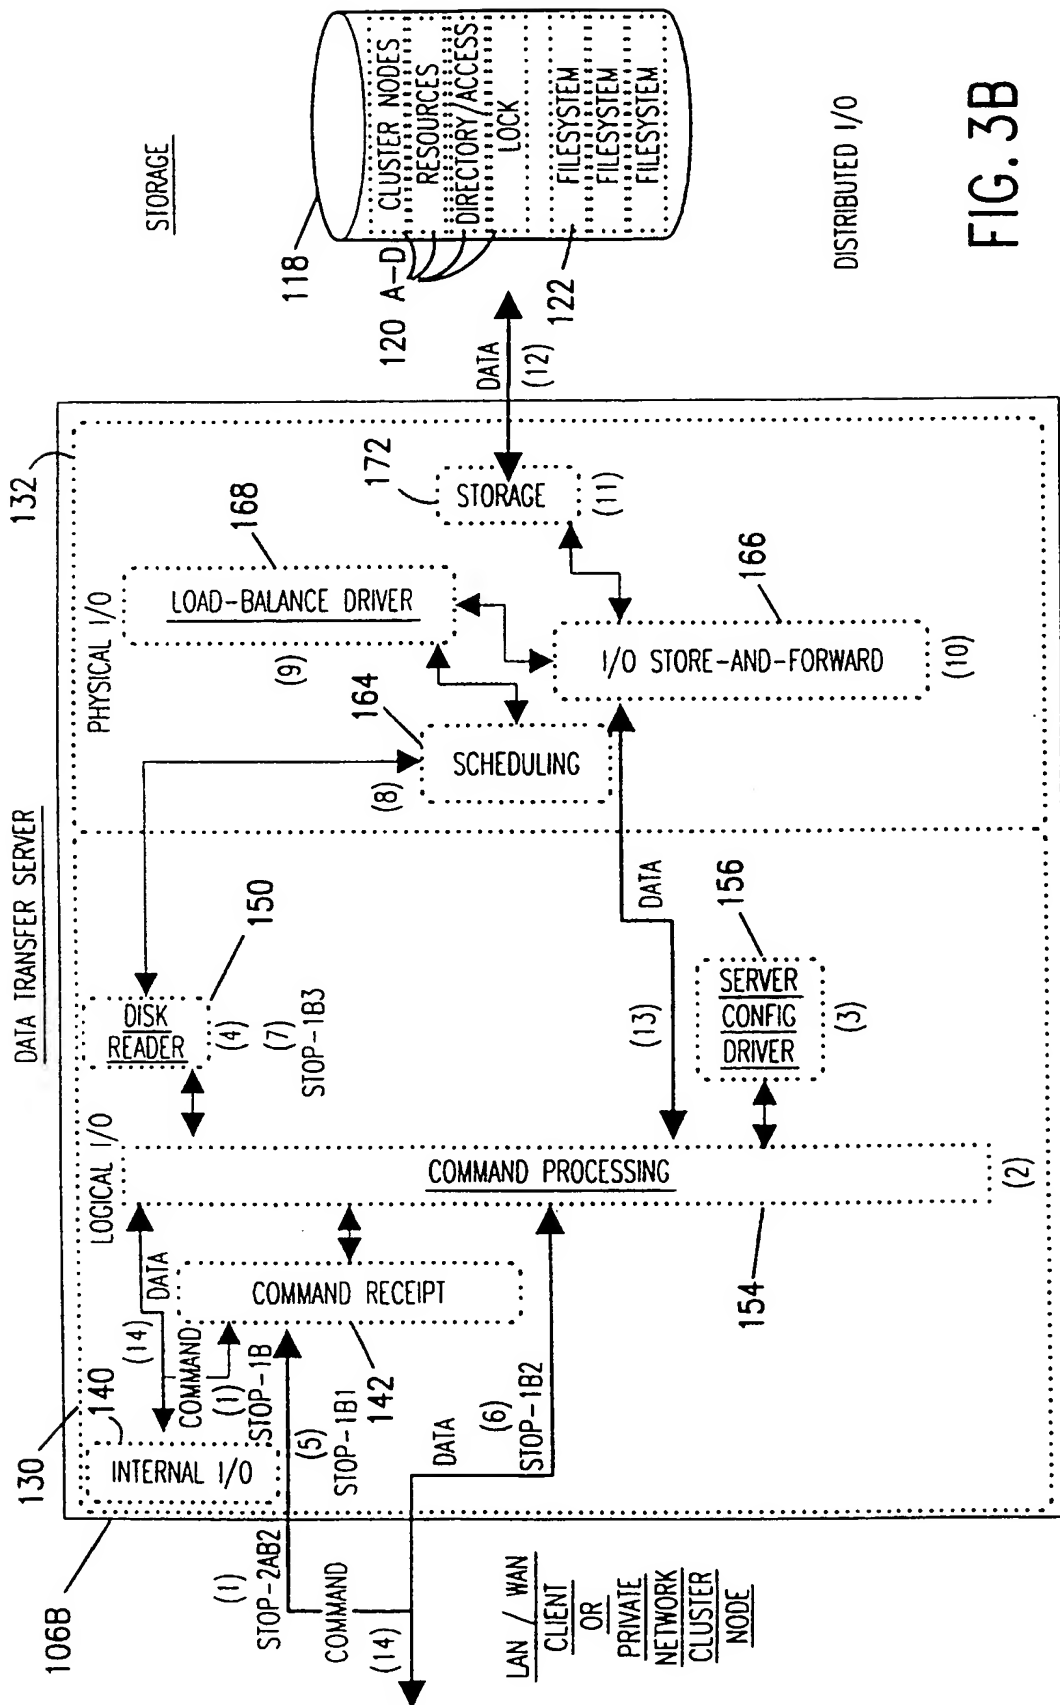 DATA TRANSFER SERVER
STORAGE
106B
130
132
LOGICAL I/O
PHYSICAL I/O
140
INTERNAL I/O
(14)
DATA
COMMAND
(1)
STOP-1B
COMMAND RECEIPT
142
(1)
STOP-2AB2
COMMAND
(14)
(5)
STOP-1B1
DATA
(6)
STOP-1B2
COMMAND PROCESSING
154
(2)
DISK
READER
150
(4)
(7)
STOP-1B3
SERVER
CONFIG
DRIVER
156
(3)
(13)
DATA
SCHEDULING
164
(8)
LOAD-BALANCE DRIVER
168
(9)
I/O STORE-AND-FORWARD
166
(10)
STORAGE
172
(11)
DATA
(12)
118
CLUSTER NODES
RESOURCES
DIRECTORY/ACCESS
LOCK
120 A-D
FILESYSTEM
FILESYSTEM
FILESYSTEM
122
LAN / WAN
CLIENT
OR
PRIVATE
NETWORK
CLUSTER
NODE
DISTRIBUTED I/O
FIG. 3B